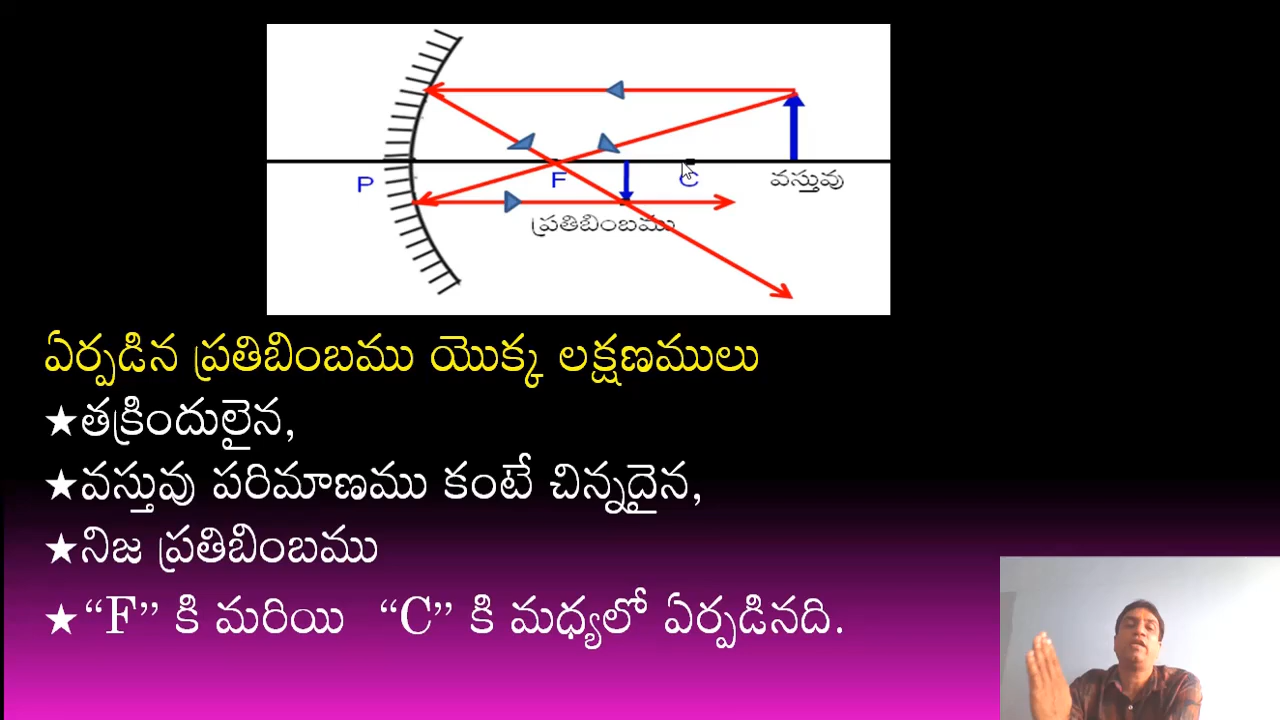 P
F
C
వస్తువు
ప్రతిబింబము
ఏర్పడిన ప్రతిబింబము యొక్క లక్షణములు
★తక్రిందులైన,
★వస్తువు పరిమాణము కంటే చిన్నదైన,
★నిజ ప్రతిబింబము
★“F” కి మరియి “C” కి మధ్యలో ఏర్పడినది.